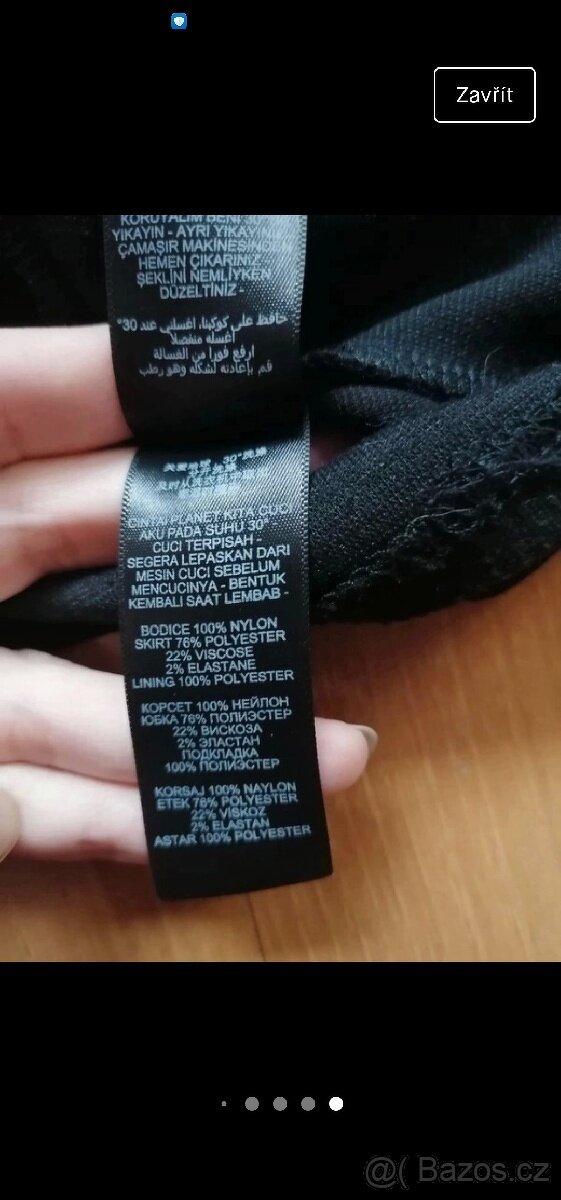 Zavřít
KORUYALIM BENİ 30°
YIKAYIN - AYRI YIKAYIN
ÇAMAŞIR MAKİNESİNDEN
HEMEN ÇIKARINIZ
ŞEKLİNİ NEMLİYKEN
DÜZELTİNİZ -
حافظ على كوكبنا، اغسلني عند 30°
اغسله منفصلاً
ارفع فوراً من الغسالة
قم بإعادته لشكله وهو رطب
CINTAI PLANET KITA CUCI
AKU PADA SUHU 30°
CUCI TERPISAH -
SEGERA LEPASKAN DARI
MESIN CUCI SEBELUM
MENCUCINYA - BENTUK
KEMBALI SAAT LEMBAB -
BODICE 100% NYLON
SKIRT 76% POLYESTER
22% VISCOSE
2% ELASTANE
LINING 100% POLYESTER
КОРСЕТ 100% НЕЙЛОН
ЮБКА 76% ПОЛИЭСТЕР
22% ВИСКОЗА
2% ЭЛАСТАН
ПОДКЛАДКА
100% ПОЛИЭСТЕР
KORSAJ 100% NAYLON
ETEK 76% POLYESTER
22% VISKOZ
2% ELASTAN
ASTAR 100% POLYESTER
@( Bazos.cz